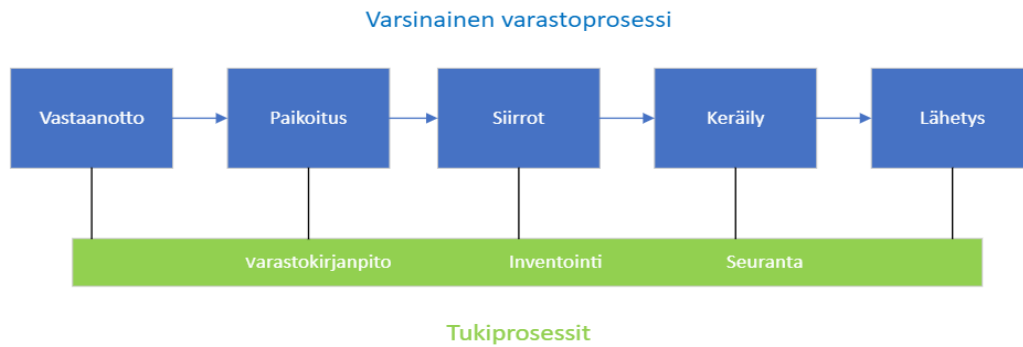 Varsinainen varastoprosessi
Vastaanotto
Paikoitus
Siirrot
Keräily
Lähetys
Varastokirjanpito
Inventointi
Seuranta
Tukiprosessit